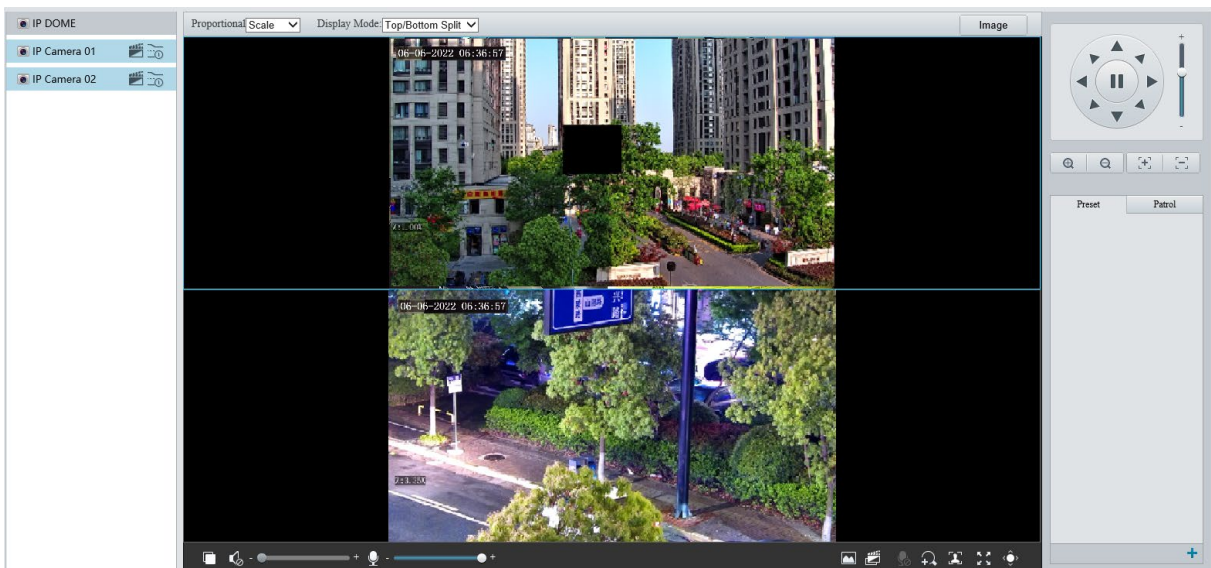 IP DOME
IP Camera 01
IP Camera 02
Proportional Scale
Display Mode: Top/Bottom Split
Image
06-06-2022 06:36:57
06-06-2022 06:36:57
Preset
Patrol